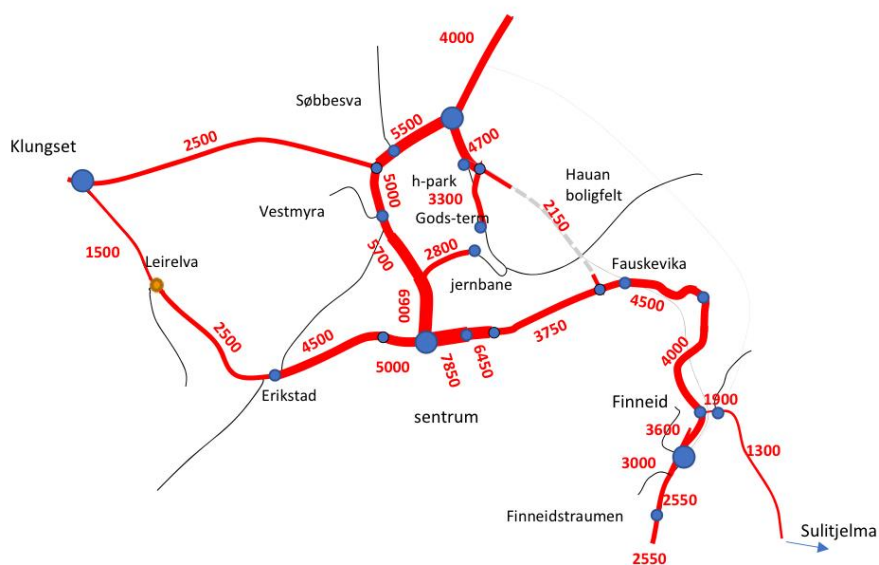 4000
Søbbesva
5500
2500
4700
Klungset
h-park
Hauan
boligfelt
5000
3300
Vestmyra
Gods-term
2150
5700
2800
1500
Leirelva
jernbane
Fauskevika
6900
4500
2500
4500
3750
4000
5000
7850
6450
Erikstad
sentrum
Finneid
1900
3600
3000
1300
2550
Finneidstraumen
Sulitjelma
2550